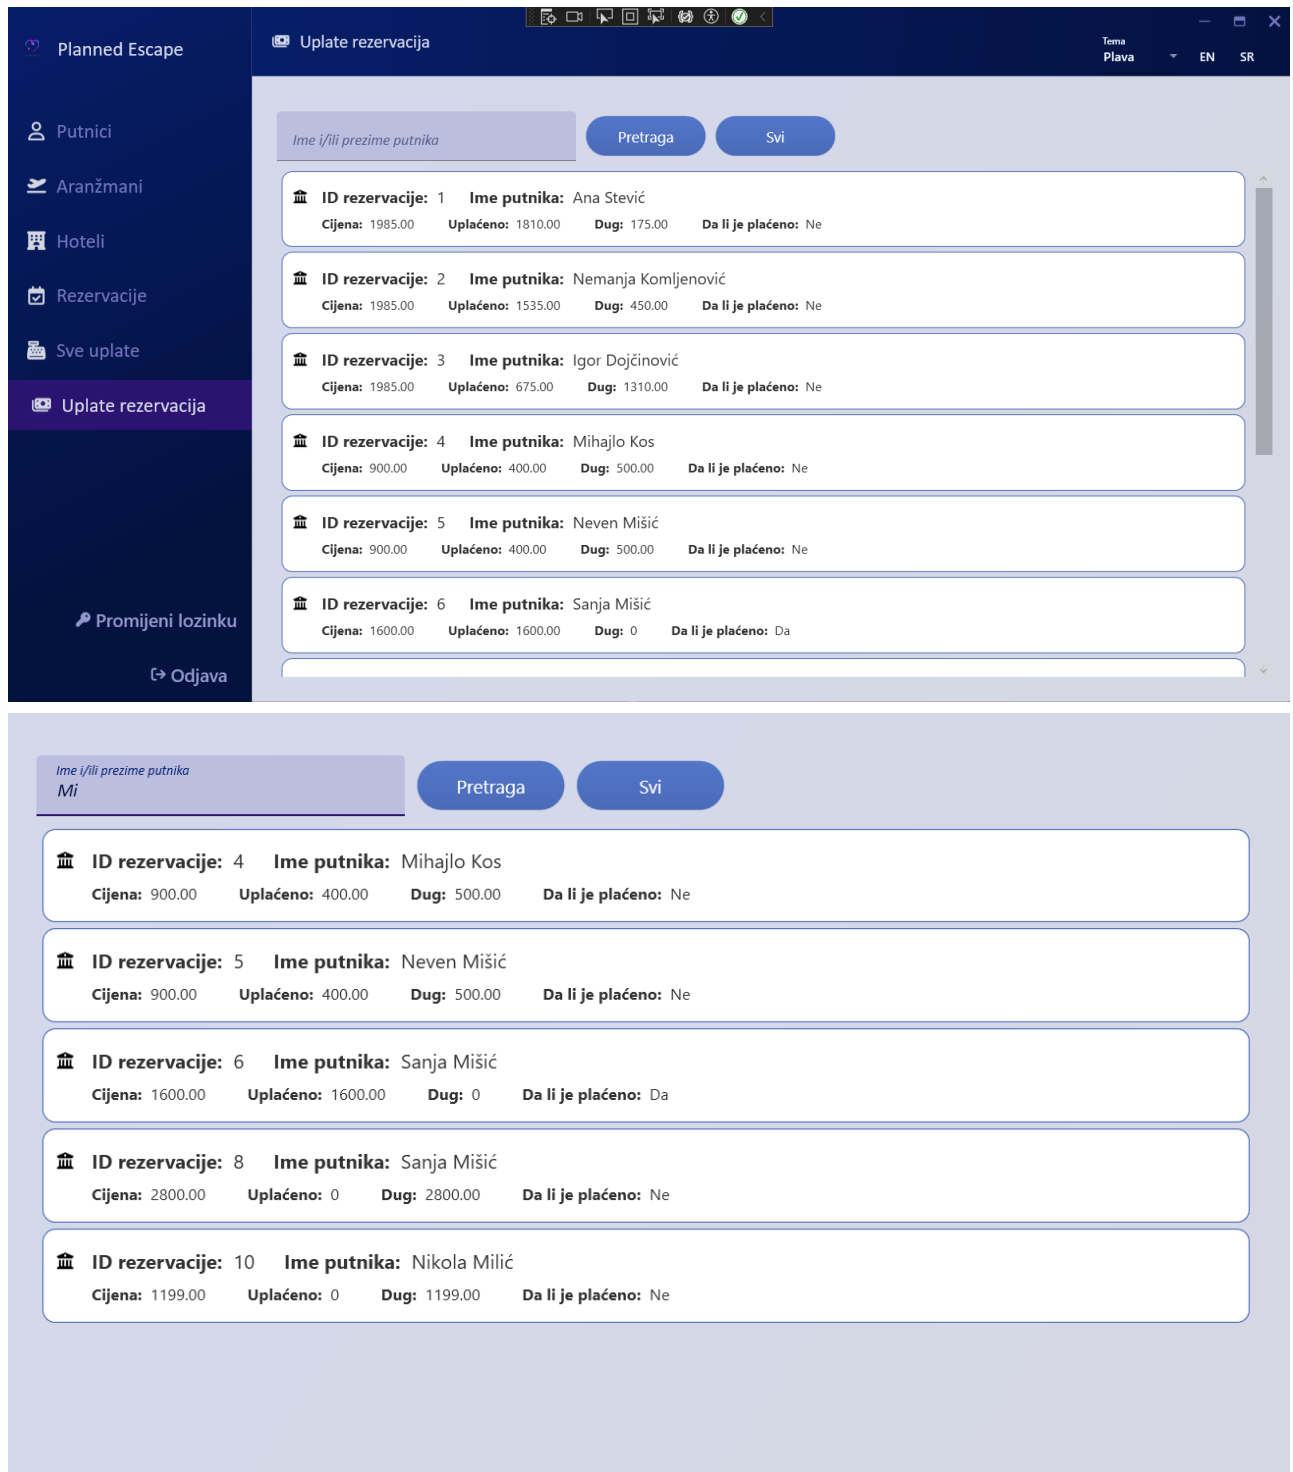 Planned Escape
Uplate rezervacija
Tema
Plava
EN
SR
Putnici
Aranžmani
Hoteli
Rezervacije
Sve uplate
Uplate rezervacija
Promijeni lozinku
Odjava
Ime i/ili prezime putnika
Pretraga
Svi
ID rezervacije: 1 Ime putnika: Ana Stević
Cijena: 1985.00 Uplaćeno: 1810.00 Dug: 175.00 Da li je plaćeno: Ne
ID rezervacije: 2 Ime putnika: Nemanja Komljenović
Cijena: 1985.00 Uplaćeno: 1535.00 Dug: 450.00 Da li je plaćeno: Ne
ID rezervacije: 3 Ime putnika: Igor Dojčinović
Cijena: 1985.00 Uplaćeno: 675.00 Dug: 1310.00 Da li je plaćeno: Ne
ID rezervacije: 4 Ime putnika: Mihajlo Kos
Cijena: 900.00 Uplaćeno: 400.00 Dug: 500.00 Da li je plaćeno: Ne
ID rezervacije: 5 Ime putnika: Neven Mišić
Cijena: 900.00 Uplaćeno: 400.00 Dug: 500.00 Da li je plaćeno: Ne
ID rezervacije: 6 Ime putnika: Sanja Mišić
Cijena: 1600.00 Uplaćeno: 1600.00 Dug: 0 Da li je plaćeno: Da
Ime i/ili prezime putnika
Mi
Pretraga
Svi
ID rezervacije: 4 Ime putnika: Mihajlo Kos
Cijena: 900.00 Uplaćeno: 400.00 Dug: 500.00 Da li je plaćeno: Ne
ID rezervacije: 5 Ime putnika: Neven Mišić
Cijena: 900.00 Uplaćeno: 400.00 Dug: 500.00 Da li je plaćeno: Ne
ID rezervacije: 6 Ime putnika: Sanja Mišić
Cijena: 1600.00 Uplaćeno: 1600.00 Dug: 0 Da li je plaćeno: Da
ID rezervacije: 8 Ime putnika: Sanja Mišić
Cijena: 2800.00 Uplaćeno: 0 Dug: 2800.00 Da li je plaćeno: Ne
ID rezervacije: 10 Ime putnika: Nikola Milić
Cijena: 1199.00 Uplaćeno: 0 Dug: 1199.00 Da li je plaćeno: Ne